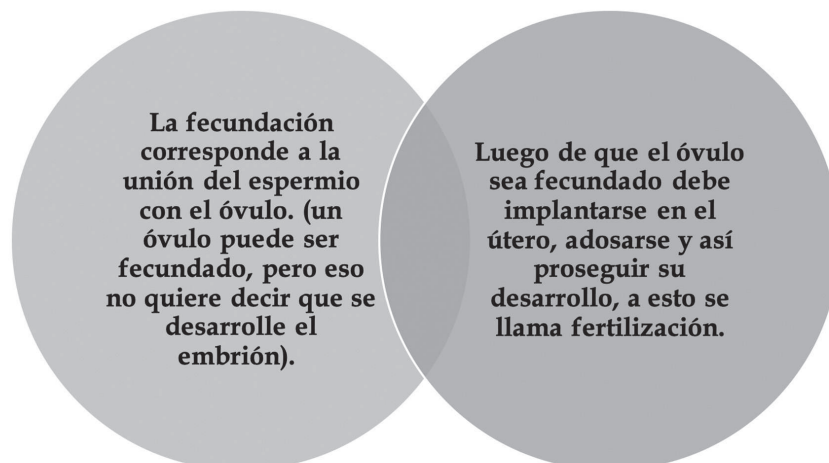 La fecundación
corresponde a la
unión del espermio
con el óvulo. (un
óvulo puede ser
fecundado, pero eso
no quiere decir que se
desarrolle el
embrión).
Luego de que el óvulo
sea fecundado debe
implantarse en el
útero, adosarse y así
proseguir su
desarrollo, a esto se
llama fertilización.